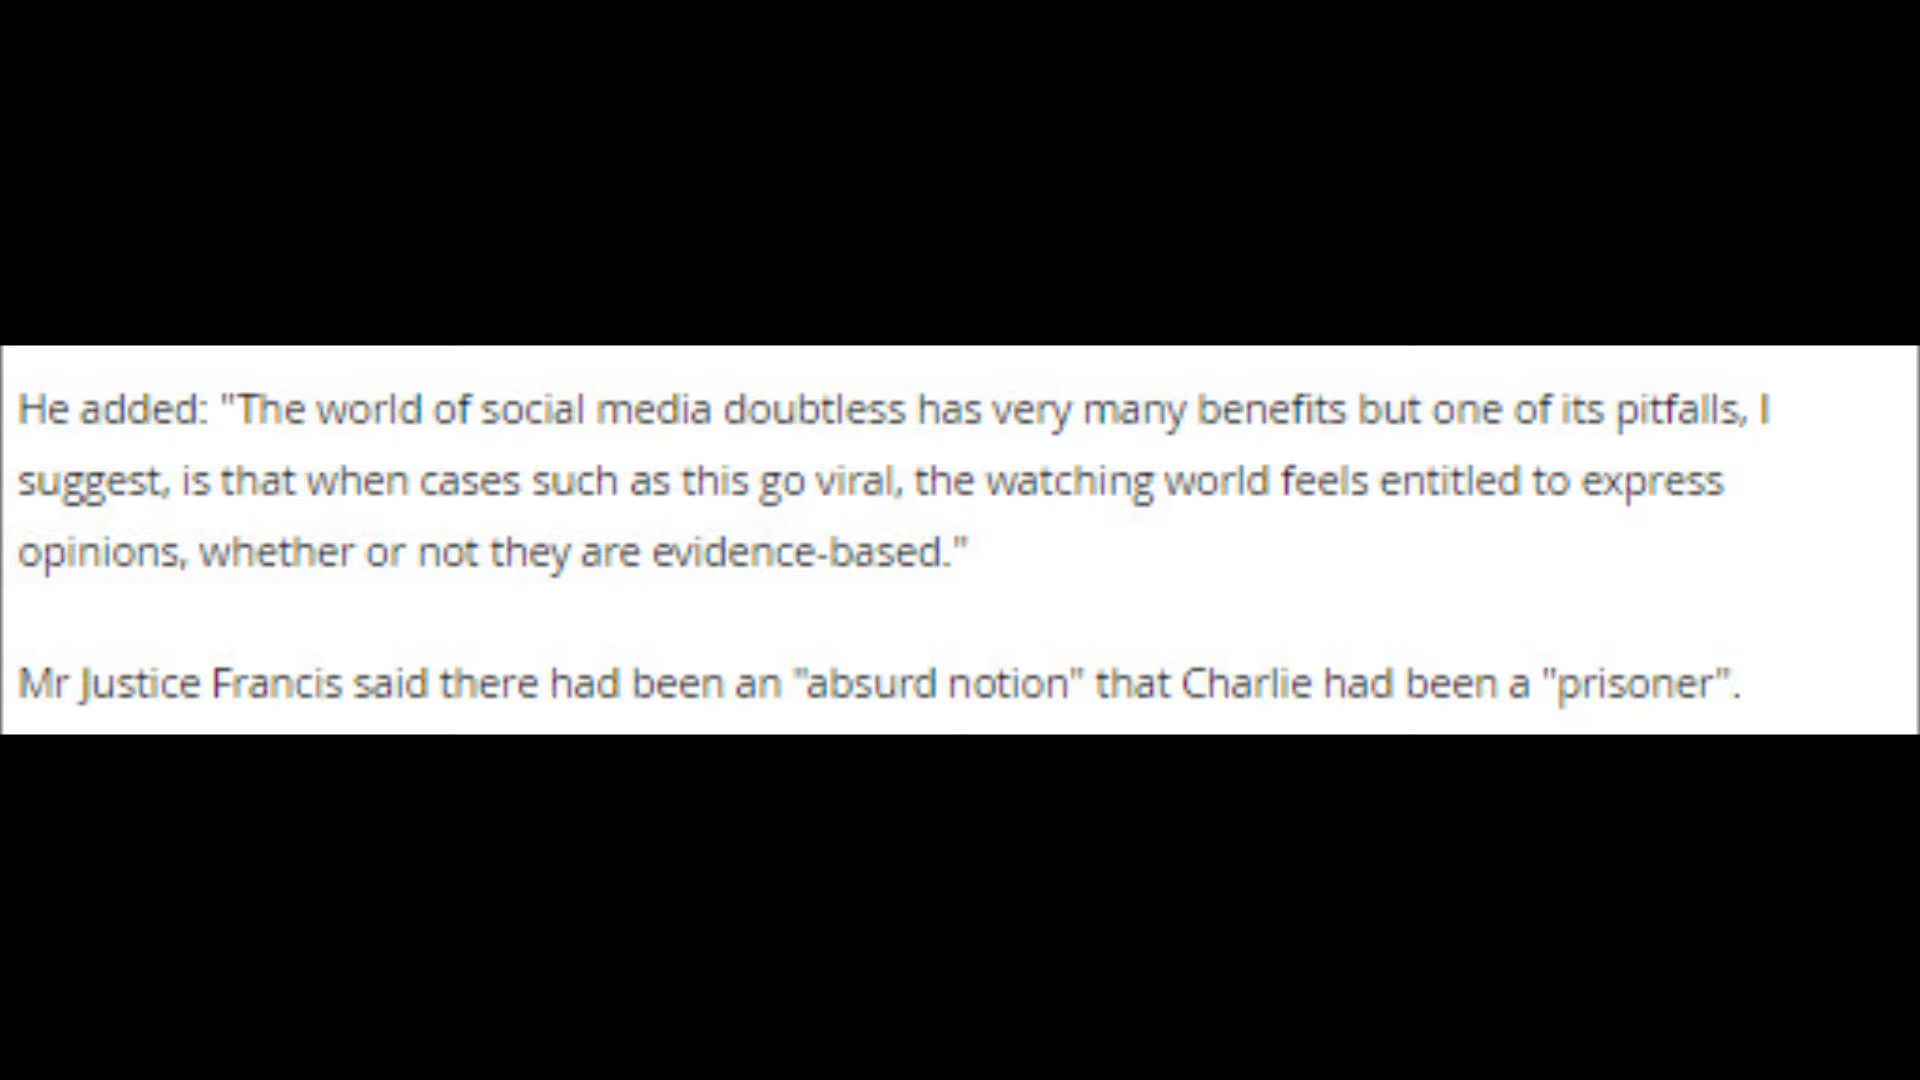 He added: "The world of social media doubtless has very many benefits but one of its pitfalls, I
suggest, is that when cases such as this go viral, the watching world feels entitled to express
opinions, whether or not they are evidence-based."
Mr Justice Francis said there had been an "absurd notion" that Charlie had been a "prisoner".